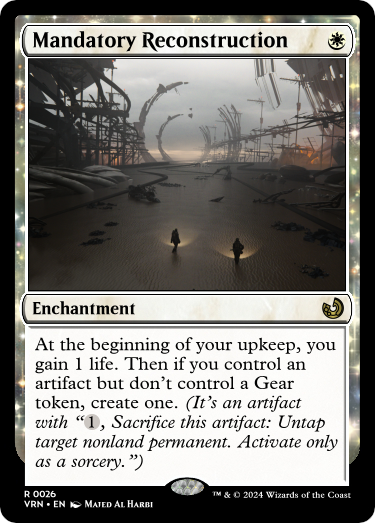 Mandatory Reconstruction
Enchantment
At the beginning of your upkeep, you
gain 1 life. Then if you control an
artifact but don't control a Gear
token, create one. (It's an artifact
with “1, Sacrifice this artifact: Untap
target nonland permanent. Activate only
as a sorcery.”)
R 0026
VRN • EN Majed Al Harbi
™ & © 2024 Wizards of the Coast